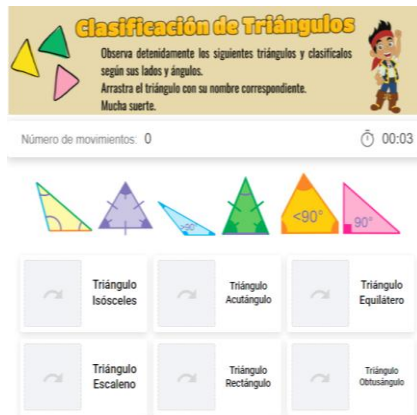 Clasificación de Triángulos
Observa detenidamente los siguientes triángulos y clasifícalos
según sus lados y ángulos.
Arrastra el triángulo con su nombre correspondiente.
Mucha suerte.
Número de movimientos: 0
00:03
>90°
<90°
90°
Triángulo
Isósceles
Triángulo
Acutángulo
Triángulo
Equilátero
Triángulo
Escaleno
Triángulo
Rectángulo
Triángulo
Obtusángulo